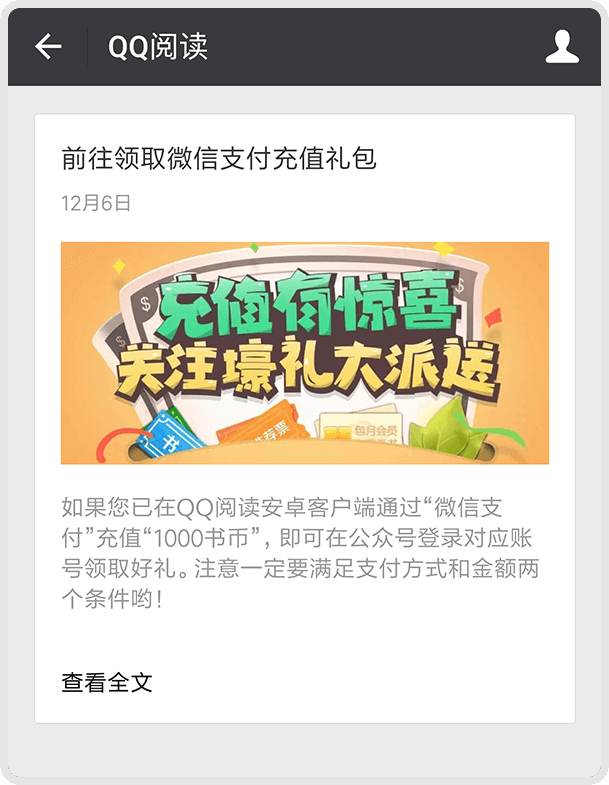 QQ阅读
前往领取微信支付充值礼包
12月6日
充值有惊喜
关注壕礼大派送
书
推荐票
包月会员
如果您已在QQ阅读安卓客户端通过“微信支
付”充值“1000书币”，即可在公众号登录对应账
号领取好礼。注意一定要满足支付方式和金额两
个条件哟！
查看全文